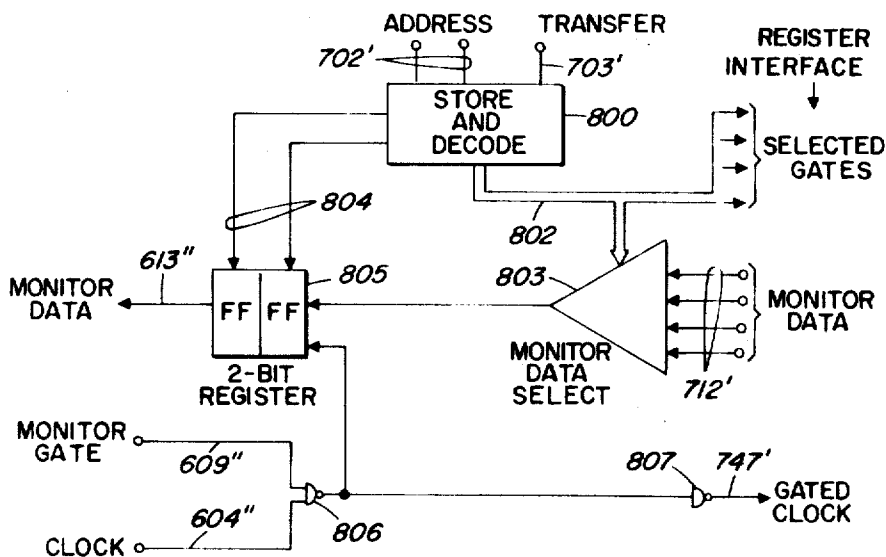 ADDRESS
TRANSFER
702'
703'
REGISTER
INTERFACE
STORE
AND
DECODE
800
SELECTED
GATES
804
802
613"
805
803
MONITOR
DATA
FF FF
MONITOR
DATA
2-BIT
REGISTER
MONITOR
DATA
SELECT
712'
MONITOR
GATE
609"
807
747'
GATED
CLOCK
806
604"
CLOCK